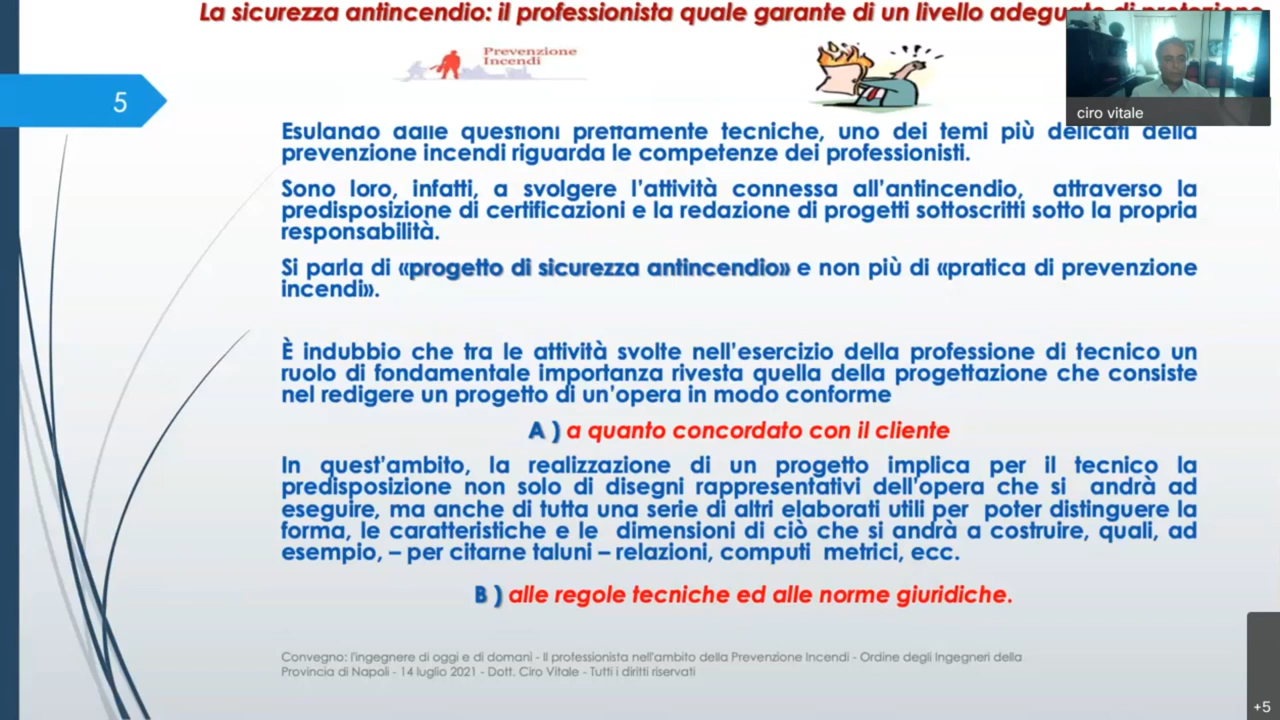 La sicurezza antincendio: il professionista quale garante di un livello adeguato di protezione
Prevenzione
Incendi
5
ciro vitale
Esulando dalle questioni prettamente tecniche, uno dei temi più delicati della
prevenzione incendi riguarda le competenze dei professionisti.
Sono loro, infatti, a svolgere l'attività connessa all'antincendio, attraverso la
predisposizione di certificazioni e la redazione di progetti sottoscritti sotto la propria
responsabilità.
Si parla di «progetto di sicurezza antincendio» e non più di «pratica di prevenzione
incendi».
È indubbio che tra le attività svolte nell'esercizio della professione di tecnico un
ruolo di fondamentale importanza rivesta quella della progettazione che consiste
nel redigere un progetto di un'opera in modo conforme
A ) a quanto concordato con il cliente
In quest'ambito, la realizzazione di un progetto implica per il tecnico la
predisposizione non solo di disegni rappresentativi dell'opera che si andrà ad
eseguire, ma anche di tutta una serie di altri elaborati utili per poter distinguere la
forma, le caratteristiche e le dimensioni di ciò che si andrà a costruire, quali, ad
esempio, – per citarne taluni – relazioni, computi metrici, ecc.
B ) alle regole tecniche ed alle norme giuridiche.
Convegno: l'ingegnere di oggi e di domani - Il professionista nell'ambito della Prevenzione Incendi - Ordine degli Ingegneri della
Provincia di Napoli - 14 luglio 2021 - Dott. Ciro Vitale - Tutti i diritti riservati
+5